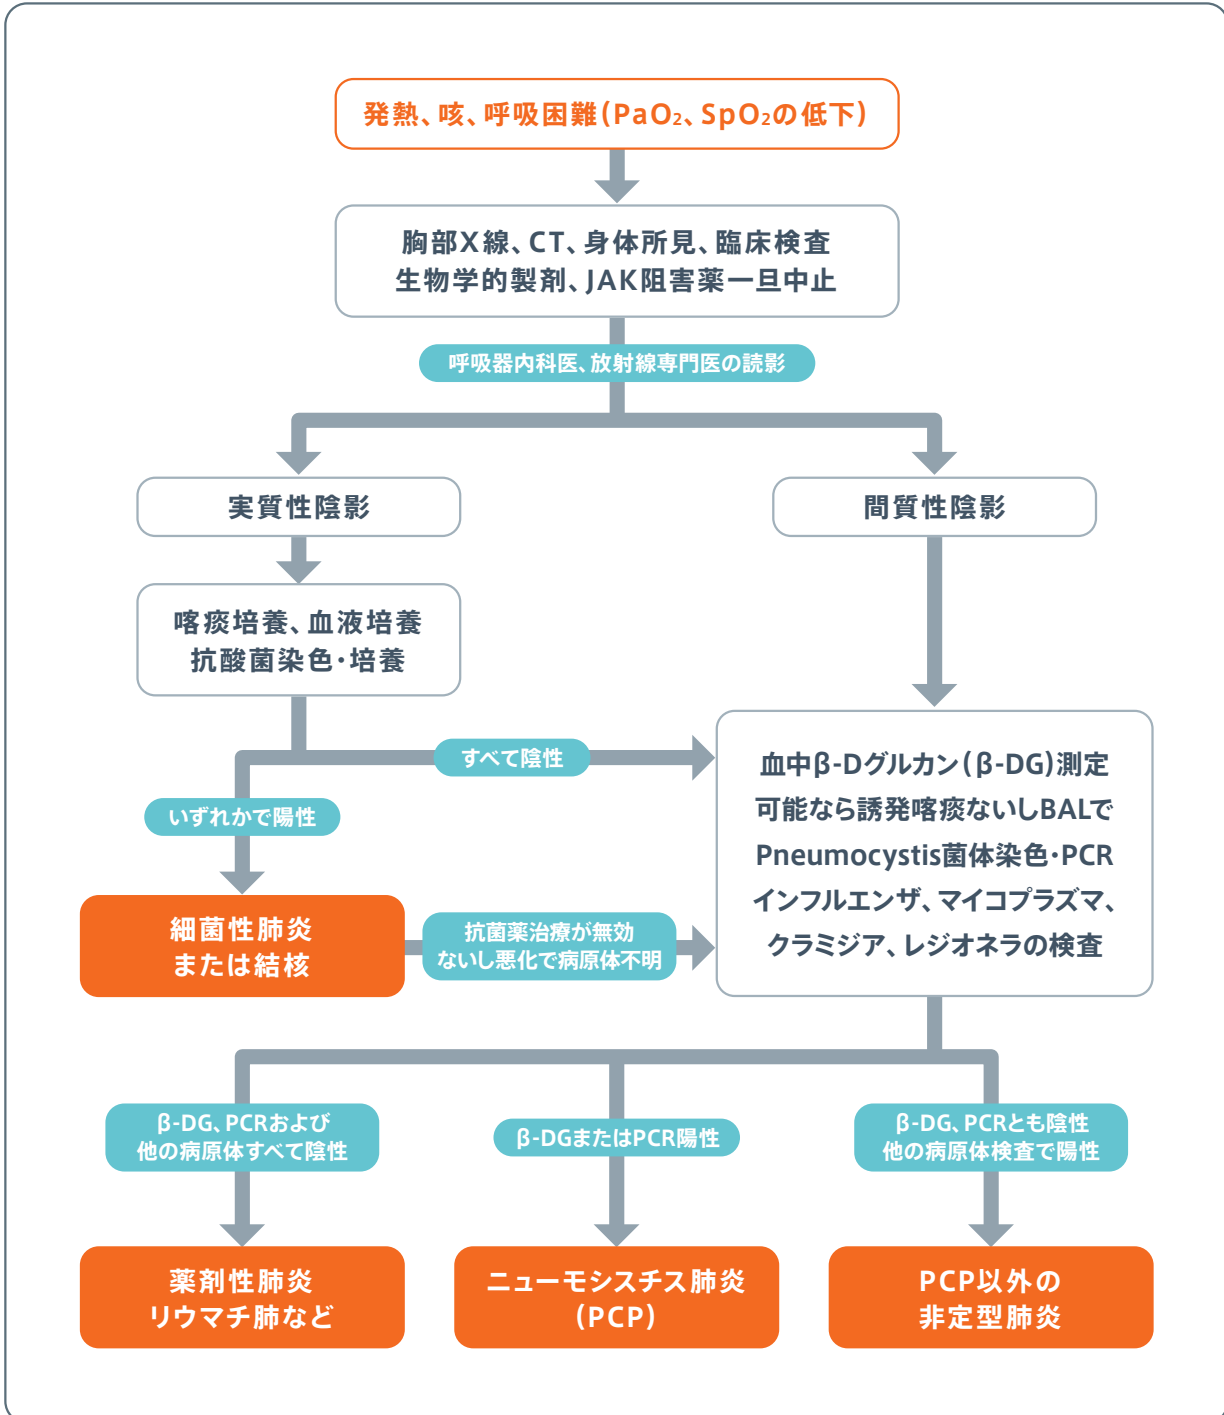 発熱、咳、呼吸困難(PaO₂、SpO₂の低下)
胸部X線、CT、身体所見、臨床検査
生物学的製剤、JAK阻害薬一旦中止
呼吸器内科医、放射線専門医の読影
実質性陰影
間質性陰影
喀痰培養、血液培養
抗酸菌染色・培養
すべて陰性
いずれかで陽性
血中β-Dグルカン(β-DG)測定
可能なら誘発喀痰ないしBALで
Pneumocystis菌体染色・PCR
インフルエンザ、マイコプラズマ、
クラミジア、レジオネラの検査
細菌性肺炎
または結核
抗菌薬治療が無効
ないし悪化で病原体不明
β-DG、PCRおよび
他の病原体すべて陰性
β-DGまたはPCR陽性
β-DG、PCRとも陰性
他の病原体検査で陽性
薬剤性肺炎
リウマチ肺など
ニューモシスチス肺炎
(PCP)
PCP以外の
非定型肺炎